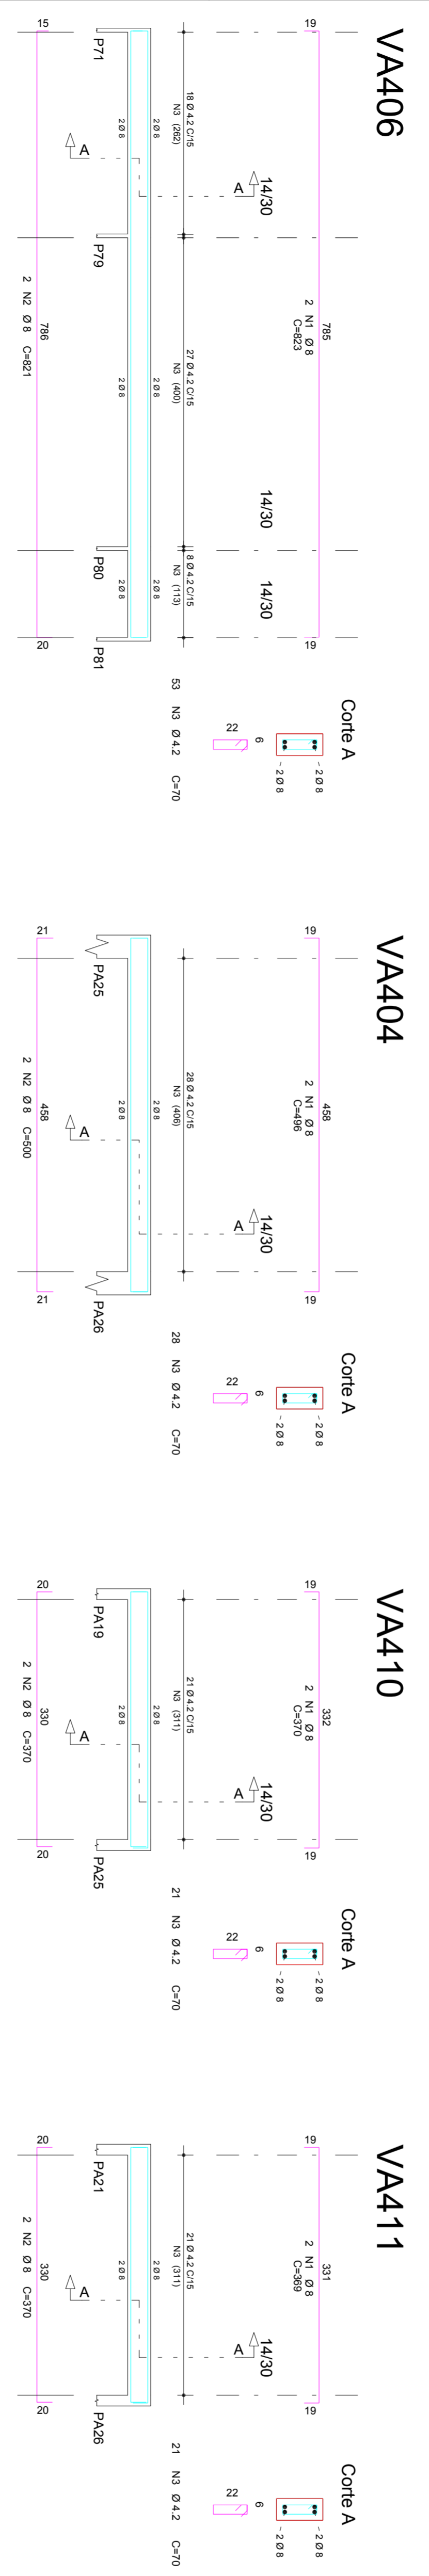 VA406
19 785 19
2 N1 Ø 8
C=823
14/30 14/30 14/30
A
18 Ø 4.2 C/15 27 Ø 4.2 C/15 8 Ø 4.2 C/15
N3 (262) N3 (400) N3 (113)
2 Ø 8 2 Ø 8 2 Ø 8
2 Ø 8 2 Ø 8 2 Ø 8
P71 P79 P80 P81
A
15 786 20
2 N2 Ø 8 C=821
Corte A
2 Ø 8
2 Ø 8
6
22
53 N3 Ø 4.2 C=70
VA404
19 458 19
2 N1 Ø 8
C=496
14/30
A
28 Ø 4.2 C/15
N3 (406)
2 Ø 8
2 Ø 8
PA25 PA26
A
21 458 21
2 N2 Ø 8 C=500
Corte A
2 Ø 8
2 Ø 8
6
22
28 N3 Ø 4.2 C=70
VA410
19 332 19
2 N1 Ø 8
C=370
14/30
A
21 Ø 4.2 C/15
N3 (311)
2 Ø 8
2 Ø 8
PA19 PA25
A
20 330 20
2 N2 Ø 8 C=370
Corte A
2 Ø 8
2 Ø 8
6
22
21 N3 Ø 4.2 C=70
VA411
19 331 19
2 N1 Ø 8
C=369
14/30
A
21 Ø 4.2 C/15
N3 (311)
2 Ø 8
2 Ø 8
PA21 PA26
A
20 330 20
2 N2 Ø 8 C=370
Corte A
2 Ø 8
2 Ø 8
6
22
21 N3 Ø 4.2 C=70